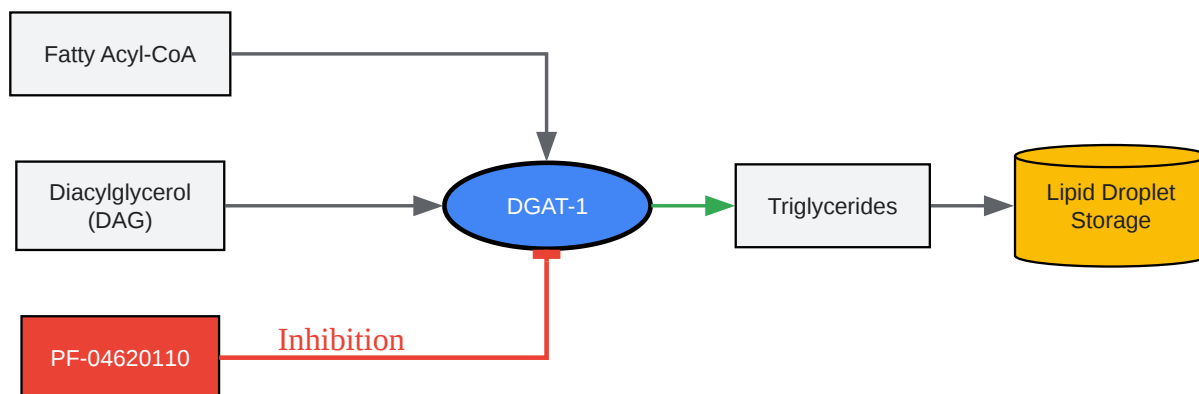 Fatty Acyl-CoA
Diacylglycerol
(DAG)
DGAT-1
Triglycerides
Lipid Droplet
Storage
PF-04620110
Inhibition